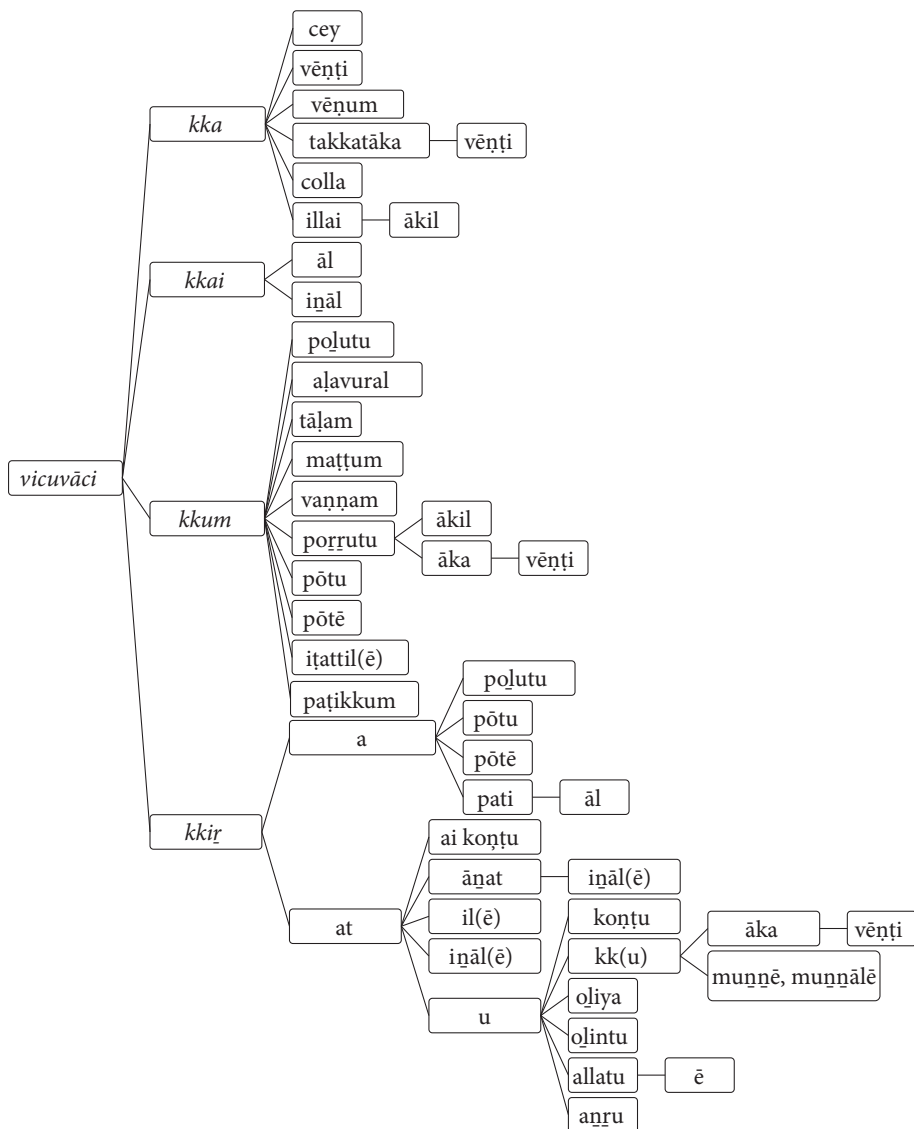 cey
vēṇṭi
vēṇum
kka
takkatāka vēṇṭi
colla
illai ākil
āl
kkai
iṉāl
poḻutu
aḷavural
tāḷam
maṭṭum
vicuvāci
vaṇṇam
kkum
poṟṟutu
ākil
āka vēṇṭi
pōtu
pōtē
iṭattil(ē)
paṭikkum
a
poḻutu
pōtu
pōtē
pati āl
kkiṟ
at
ai koṇṭu
āṉat iṉāl(ē)
il(ē)
iṉāl(ē)
u
koṇṭu
kk(u)
āka vēṇṭi
muṉṉē, muṉṉālē
oḻiya
oḻintu
allatu ē
aṉṟu